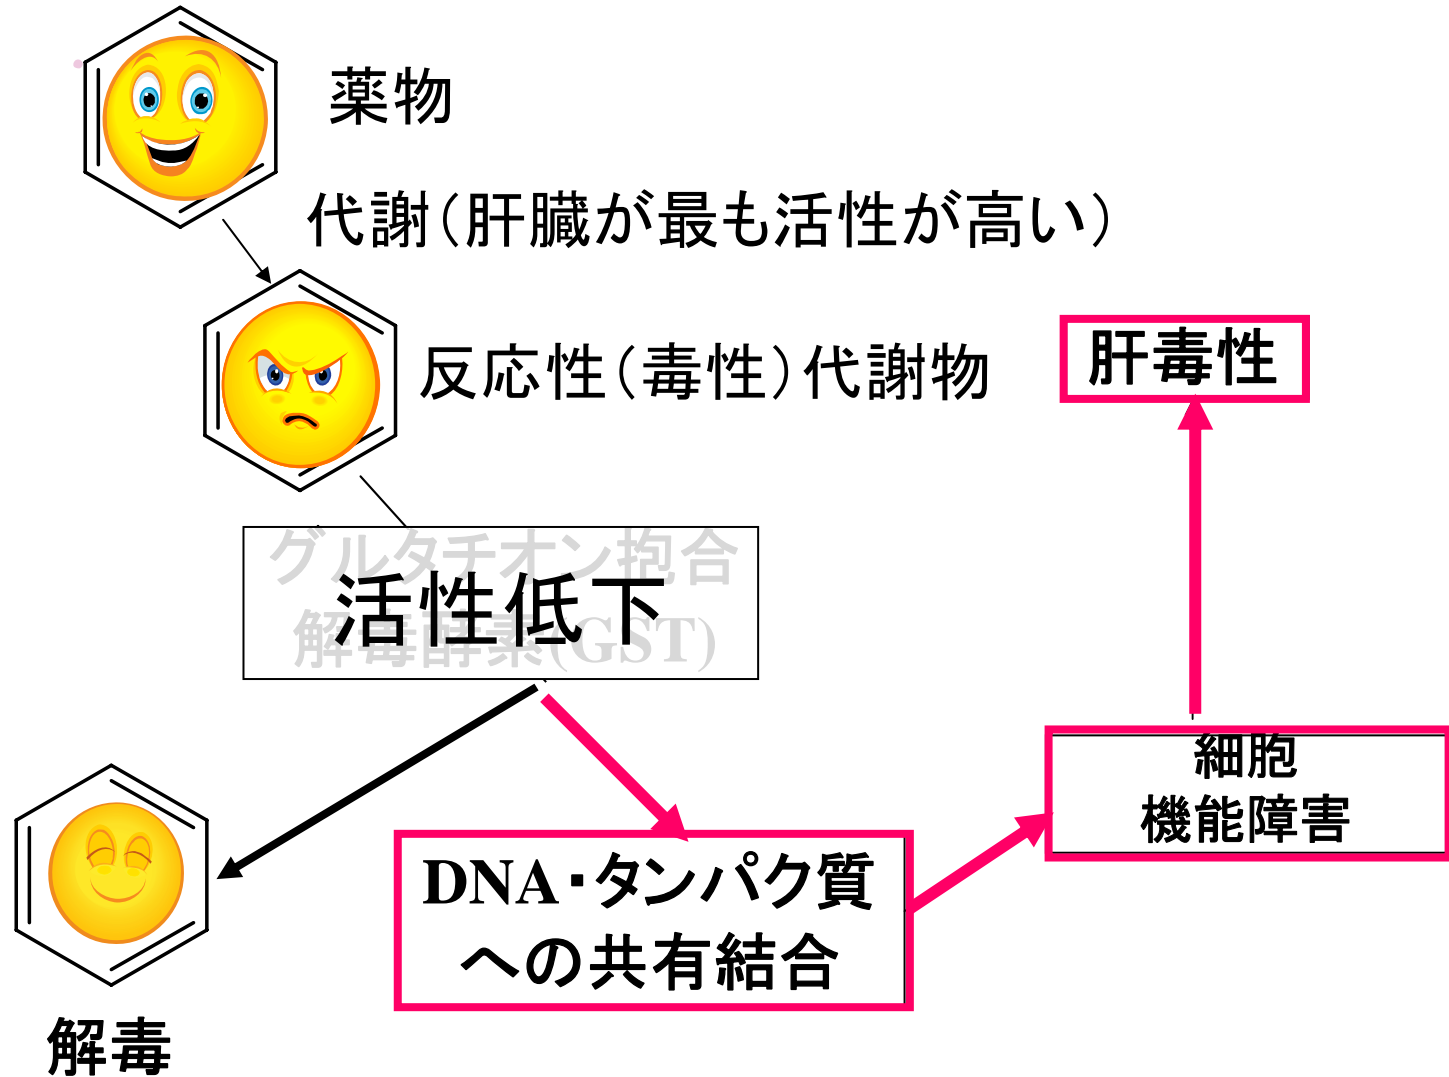 薬物
代謝(肝臓が最も活性が高い)
反応性(毒性)代謝物
肝毒性
グルタチオン抱合
活性低下
解毒酵素(GST)
細胞
機能障害
DNA・タンパク質
への共有結合
解毒